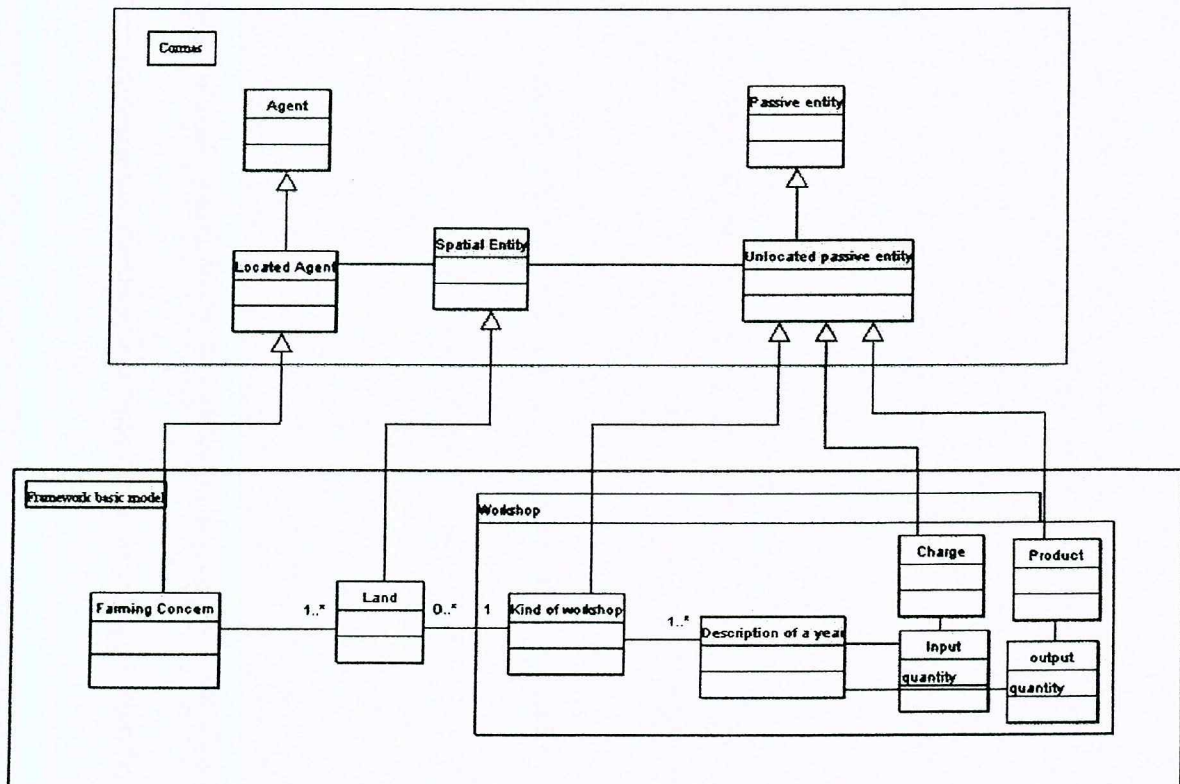 Cormas
Agent
Passive entity
Spatial Entity
Located Agent
Unlocated passive entity
Framework basic model
Workshop
Charge
Product
Farming Concern
1..*
Land
0..*
1
Kind of workshop
1..*
Description of a year
Input
quantity
output
quantity